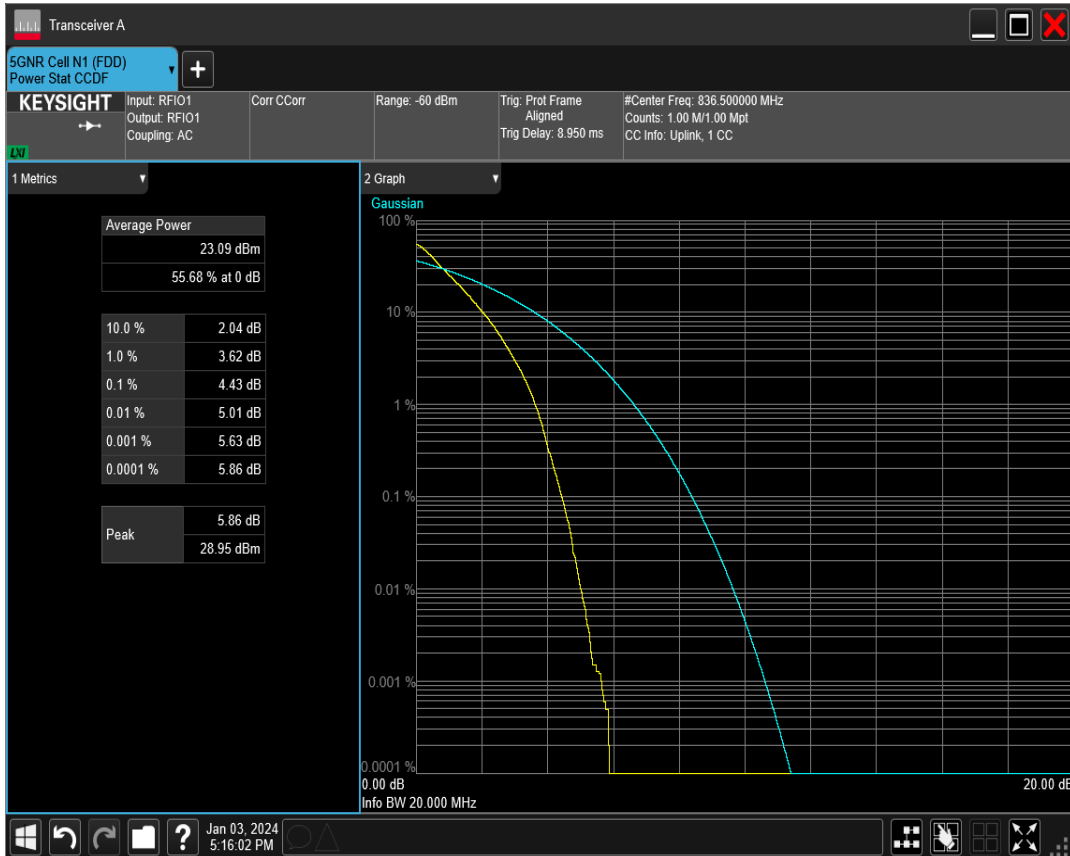 Transceiver A
5GNR Cell N1 (FDD)
Power Stat CCDF
KEYSIGHT
LXI
Input: RFIO1
Output: RFIO1
Coupling: AC
Corr CCorr
Range: -60 dBm
Trig: Prot Frame
Aligned
Trig Delay: 8.950 ms
#Center Freq: 836.500000 MHz
Counts: 1.00 M/1.00 Mpt
CC Info: Uplink, 1 CC
1 Metrics
Average Power
23.09 dBm
55.68 % at 0 dB
10.0 % 2.04 dB
1.0 % 3.62 dB
0.1 % 4.43 dB
0.01 % 5.01 dB
0.001 % 5.63 dB
0.0001 % 5.86 dB
Peak
5.86 dB
28.95 dBm
2 Graph
Gaussian
100 %
10 %
1 %
0.1 %
0.01 %
0.001 %
0.0001 %
0.00 dB 20.00 dB
Info BW 20.000 MHz
?
Jan 03, 2024
5:16:02 PM